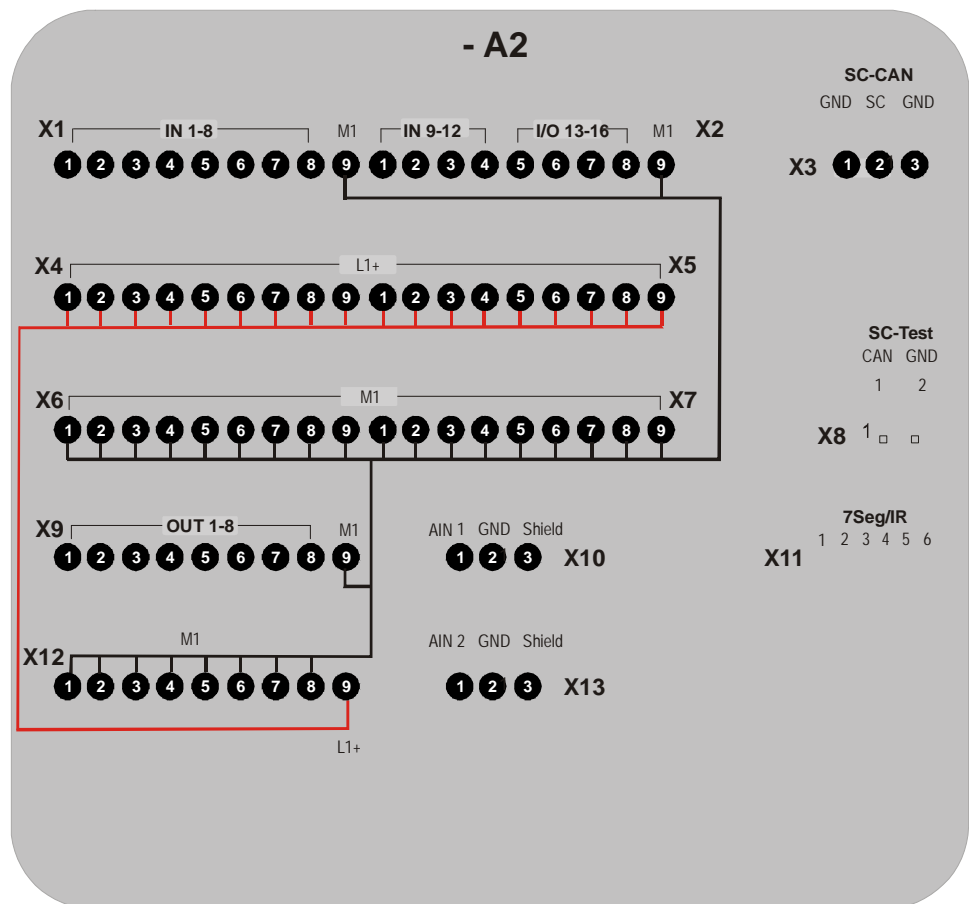 - A2
SC-CAN
GND SC GND
X1 IN 1-8 M1 IN 9-12 I/O 13-16 M1 X2
1 2 3 4 5 6 7 8 9 1 2 3 4 5 6 7 8 9
X3 1 2 3
X4 L1+ X5
1 2 3 4 5 6 7 8 9 1 2 3 4 5 6 7 8 9
SC-Test
CAN GND
1 2
X6 M1 X7
1 2 3 4 5 6 7 8 9 1 2 3 4 5 6 7 8 9
X8 1
X9 OUT 1-8 M1
1 2 3 4 5 6 7 8 9
AIN 1 GND Shield
1 2 3 X10
7Seg/IR
1 2 3 4 5 6
X11
M1
X12
1 2 3 4 5 6 7 8 9
L1+
AIN 2 GND Shield
1 2 3 X13